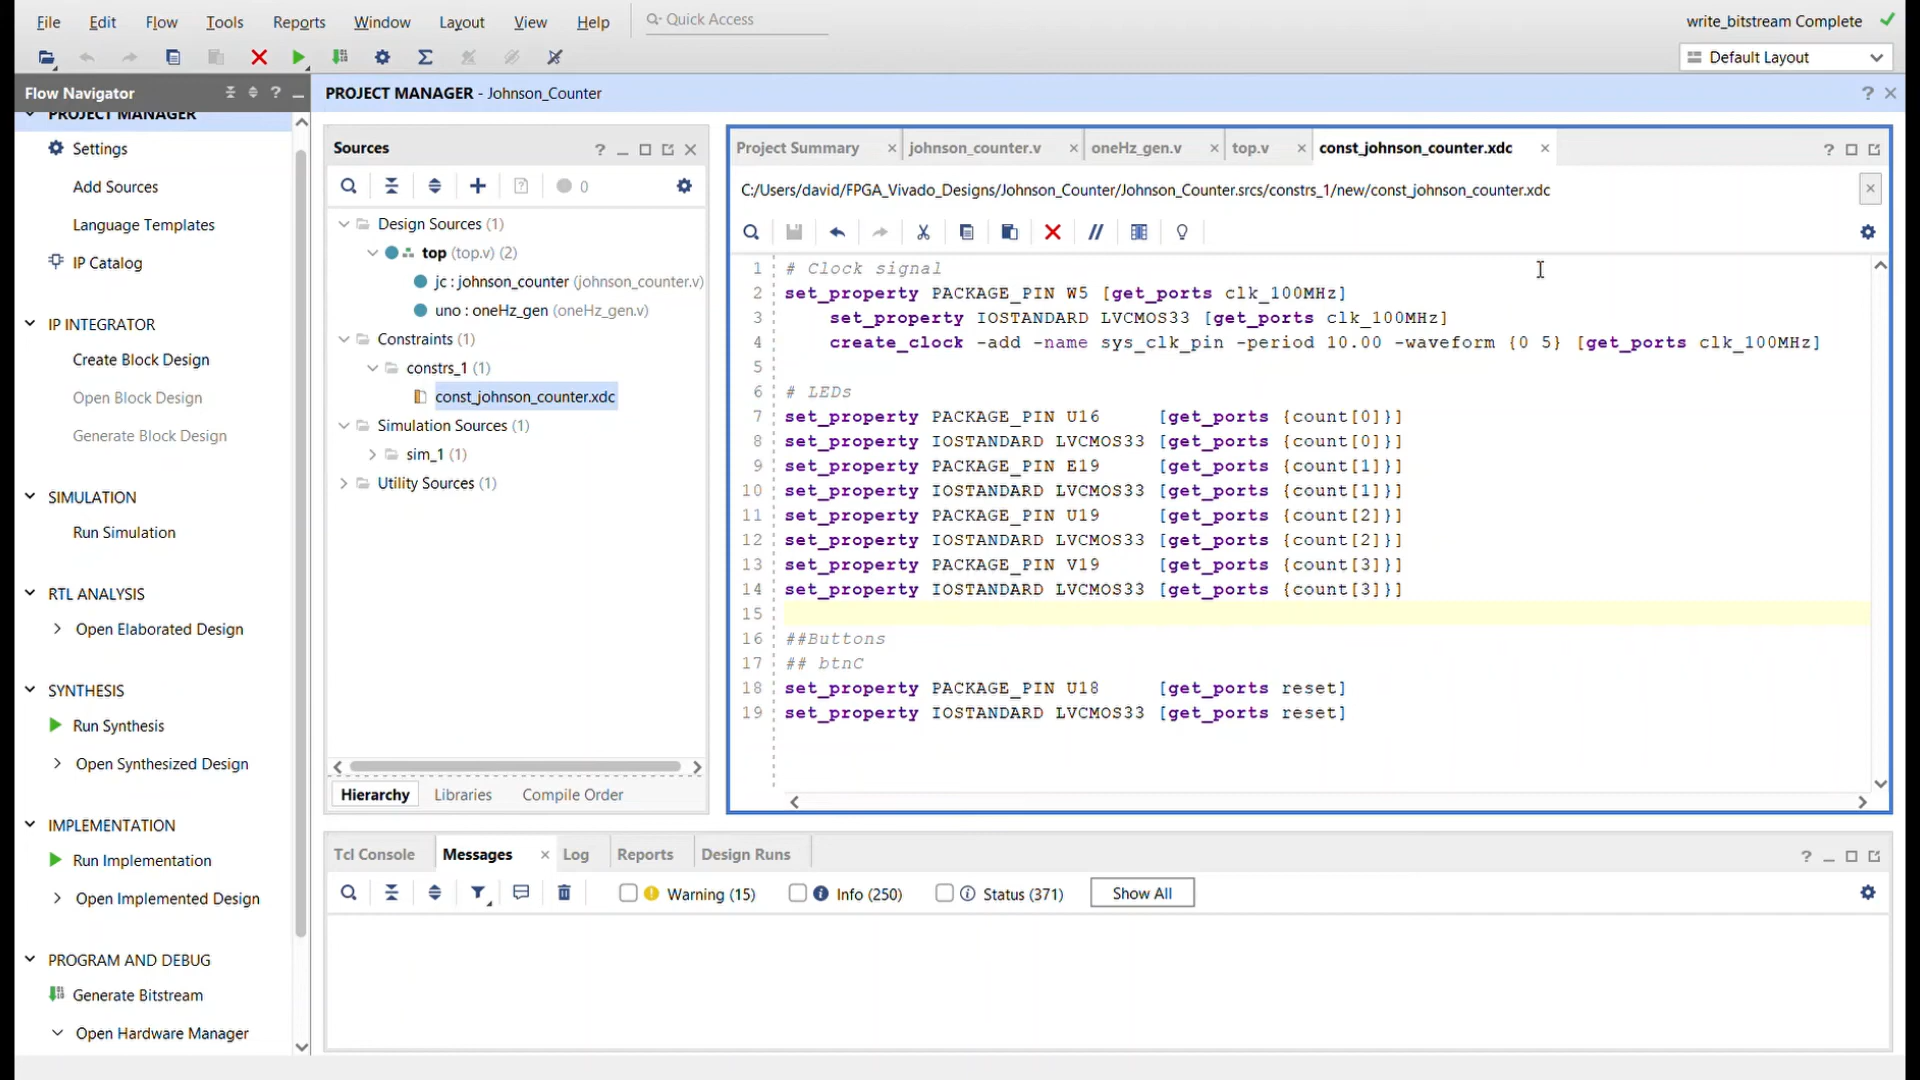 File Edit Flow Tools Reports Window Layout View Help Quick Access write_bitstream Complete
Default Layout
Flow Navigator
PROJECT MANAGER - Johnson_Counter
PROJECT MANAGER
Settings
Add Sources
Language Templates
IP Catalog
IP INTEGRATOR
Create Block Design
Open Block Design
Generate Block Design
SIMULATION
Run Simulation
RTL ANALYSIS
Open Elaborated Design
SYNTHESIS
Run Synthesis
Open Synthesized Design
IMPLEMENTATION
Run Implementation
Open Implemented Design
PROGRAM AND DEBUG
Generate Bitstream
Open Hardware Manager
Sources
0
Design Sources (1)
top (top.v) (2)
jc : johnson_counter (johnson_counter.v)
uno : oneHz_gen (oneHz_gen.v)
Constraints (1)
constrs_1 (1)
const_johnson_counter.xdc
Simulation Sources (1)
sim_1 (1)
Utility Sources (1)
Hierarchy Libraries Compile Order
Project Summary johnson_counter.v oneHz_gen.v top.v const_johnson_counter.xdc
C:/Users/david/FPGA_Vivado_Designs/Johnson_Counter/Johnson_Counter.srcs/constrs_1/new/const_johnson_counter.xdc
1 # Clock signal
2 set_property PACKAGE_PIN W5 [get_ports clk_100MHz]
3 set_property IOSTANDARD LVCMOS33 [get_ports clk_100MHz]
4 create_clock -add -name sys_clk_pin -period 10.00 -waveform {0 5} [get_ports clk_100MHz]
5
6 # LEDs
7 set_property PACKAGE_PIN U16 [get_ports {count[0]}]
8 set_property IOSTANDARD LVCMOS33 [get_ports {count[0]}]
9 set_property PACKAGE_PIN E19 [get_ports {count[1]}]
10 set_property IOSTANDARD LVCMOS33 [get_ports {count[1]}]
11 set_property PACKAGE_PIN U19 [get_ports {count[2]}]
12 set_property IOSTANDARD LVCMOS33 [get_ports {count[2]}]
13 set_property PACKAGE_PIN V19 [get_ports {count[3]}]
14 set_property IOSTANDARD LVCMOS33 [get_ports {count[3]}]
15
16 ##Buttons
17 ## btnC
18 set_property PACKAGE_PIN U18 [get_ports reset]
19 set_property IOSTANDARD LVCMOS33 [get_ports reset]
Tcl Console Messages Log Reports Design Runs
Warning (15) Info (250) Status (371) Show All